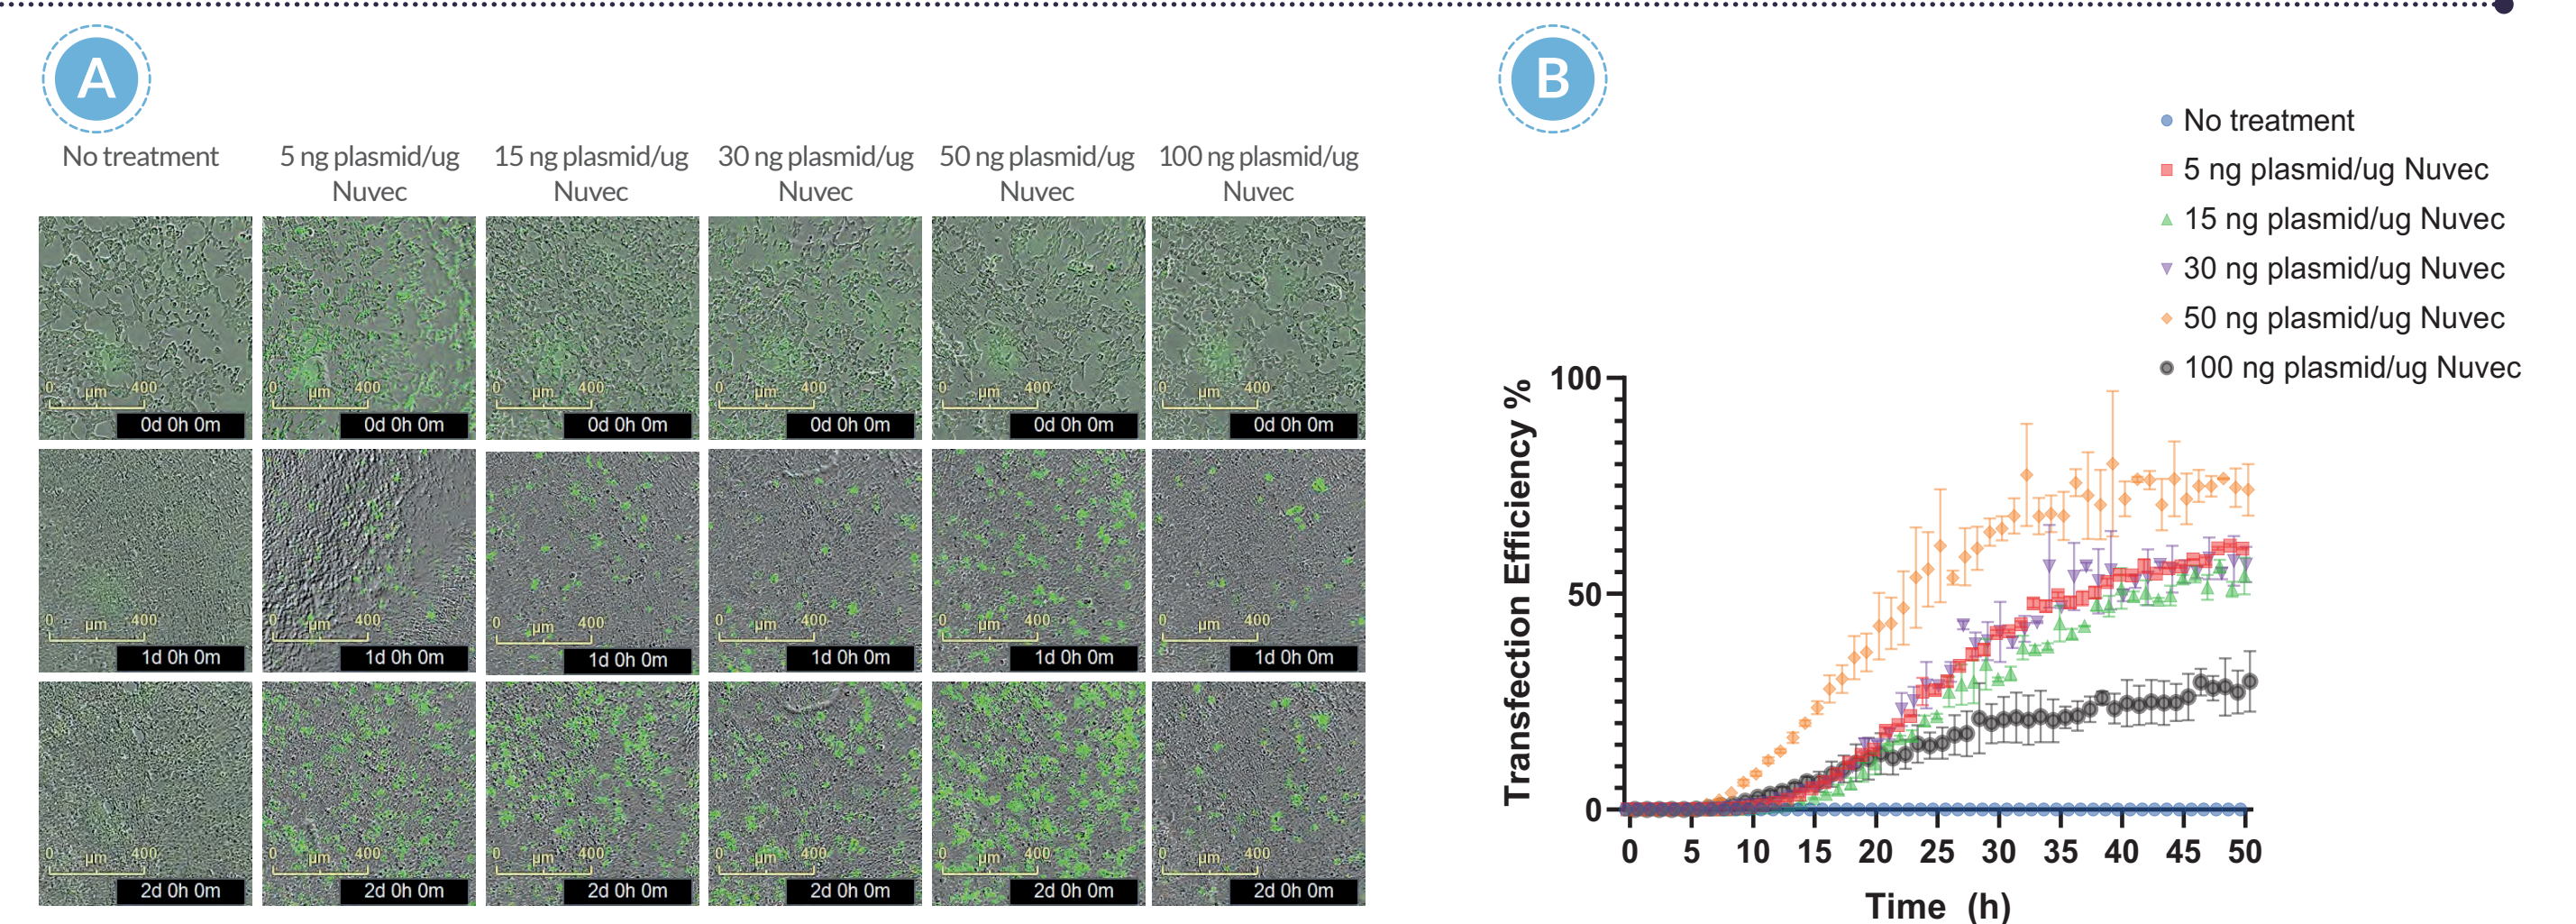 A
No treatment
5 ng plasmid/ug
Nuvec
15 ng plasmid/ug
Nuvec
30 ng plasmid/ug
Nuvec
50 ng plasmid/ug
Nuvec
100 ng plasmid/ug
Nuvec
0 µm 400
0d 0h 0m
0 µm 400
0d 0h 0m
0 µm 400
0d 0h 0m
0 µm 400
0d 0h 0m
0 µm 400
0d 0h 0m
0 µm 400
0d 0h 0m
0 µm 400
1d 0h 0m
0 µm 400
1d 0h 0m
0 µm 400
1d 0h 0m
0 µm 400
1d 0h 0m
0 µm 400
1d 0h 0m
0 µm 400
1d 0h 0m
0 µm 400
2d 0h 0m
0 µm 400
2d 0h 0m
0 µm 400
2d 0h 0m
0 µm 400
2d 0h 0m
0 µm 400
2d 0h 0m
0 µm 400
2d 0h 0m
B
No treatment
5 ng plasmid/ug Nuvec
15 ng plasmid/ug Nuvec
30 ng plasmid/ug Nuvec
50 ng plasmid/ug Nuvec
100 ng plasmid/ug Nuvec
Transfection Efficiency %
100
50
0
0 5 10 15 20 25 30 35 40 45 50
Time (h)